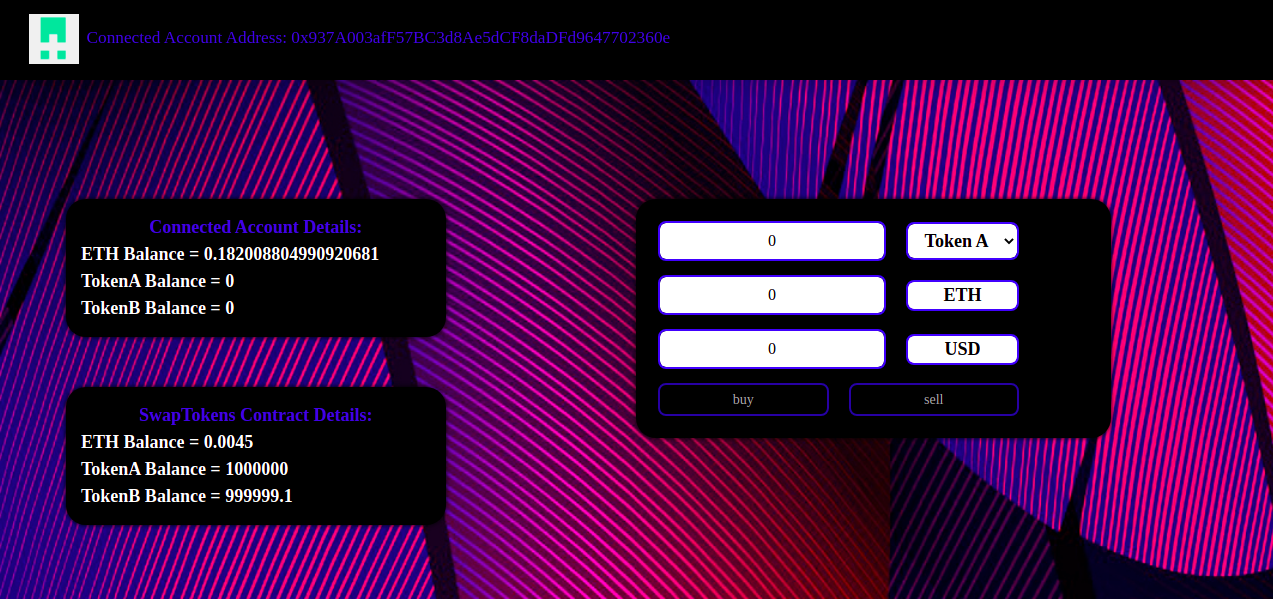 Connected Account Address: 0x937A003afF57BC3d8Ae5dCF8daDFd9647702360e
Connected Account Details:
ETH Balance = 0.182008804990920681
TokenA Balance = 0
TokenB Balance = 0
SwapTokens Contract Details:
ETH Balance = 0.0045
TokenA Balance = 1000000
TokenB Balance = 999999.1
0 Token A
0 ETH
0 USD
buy sell